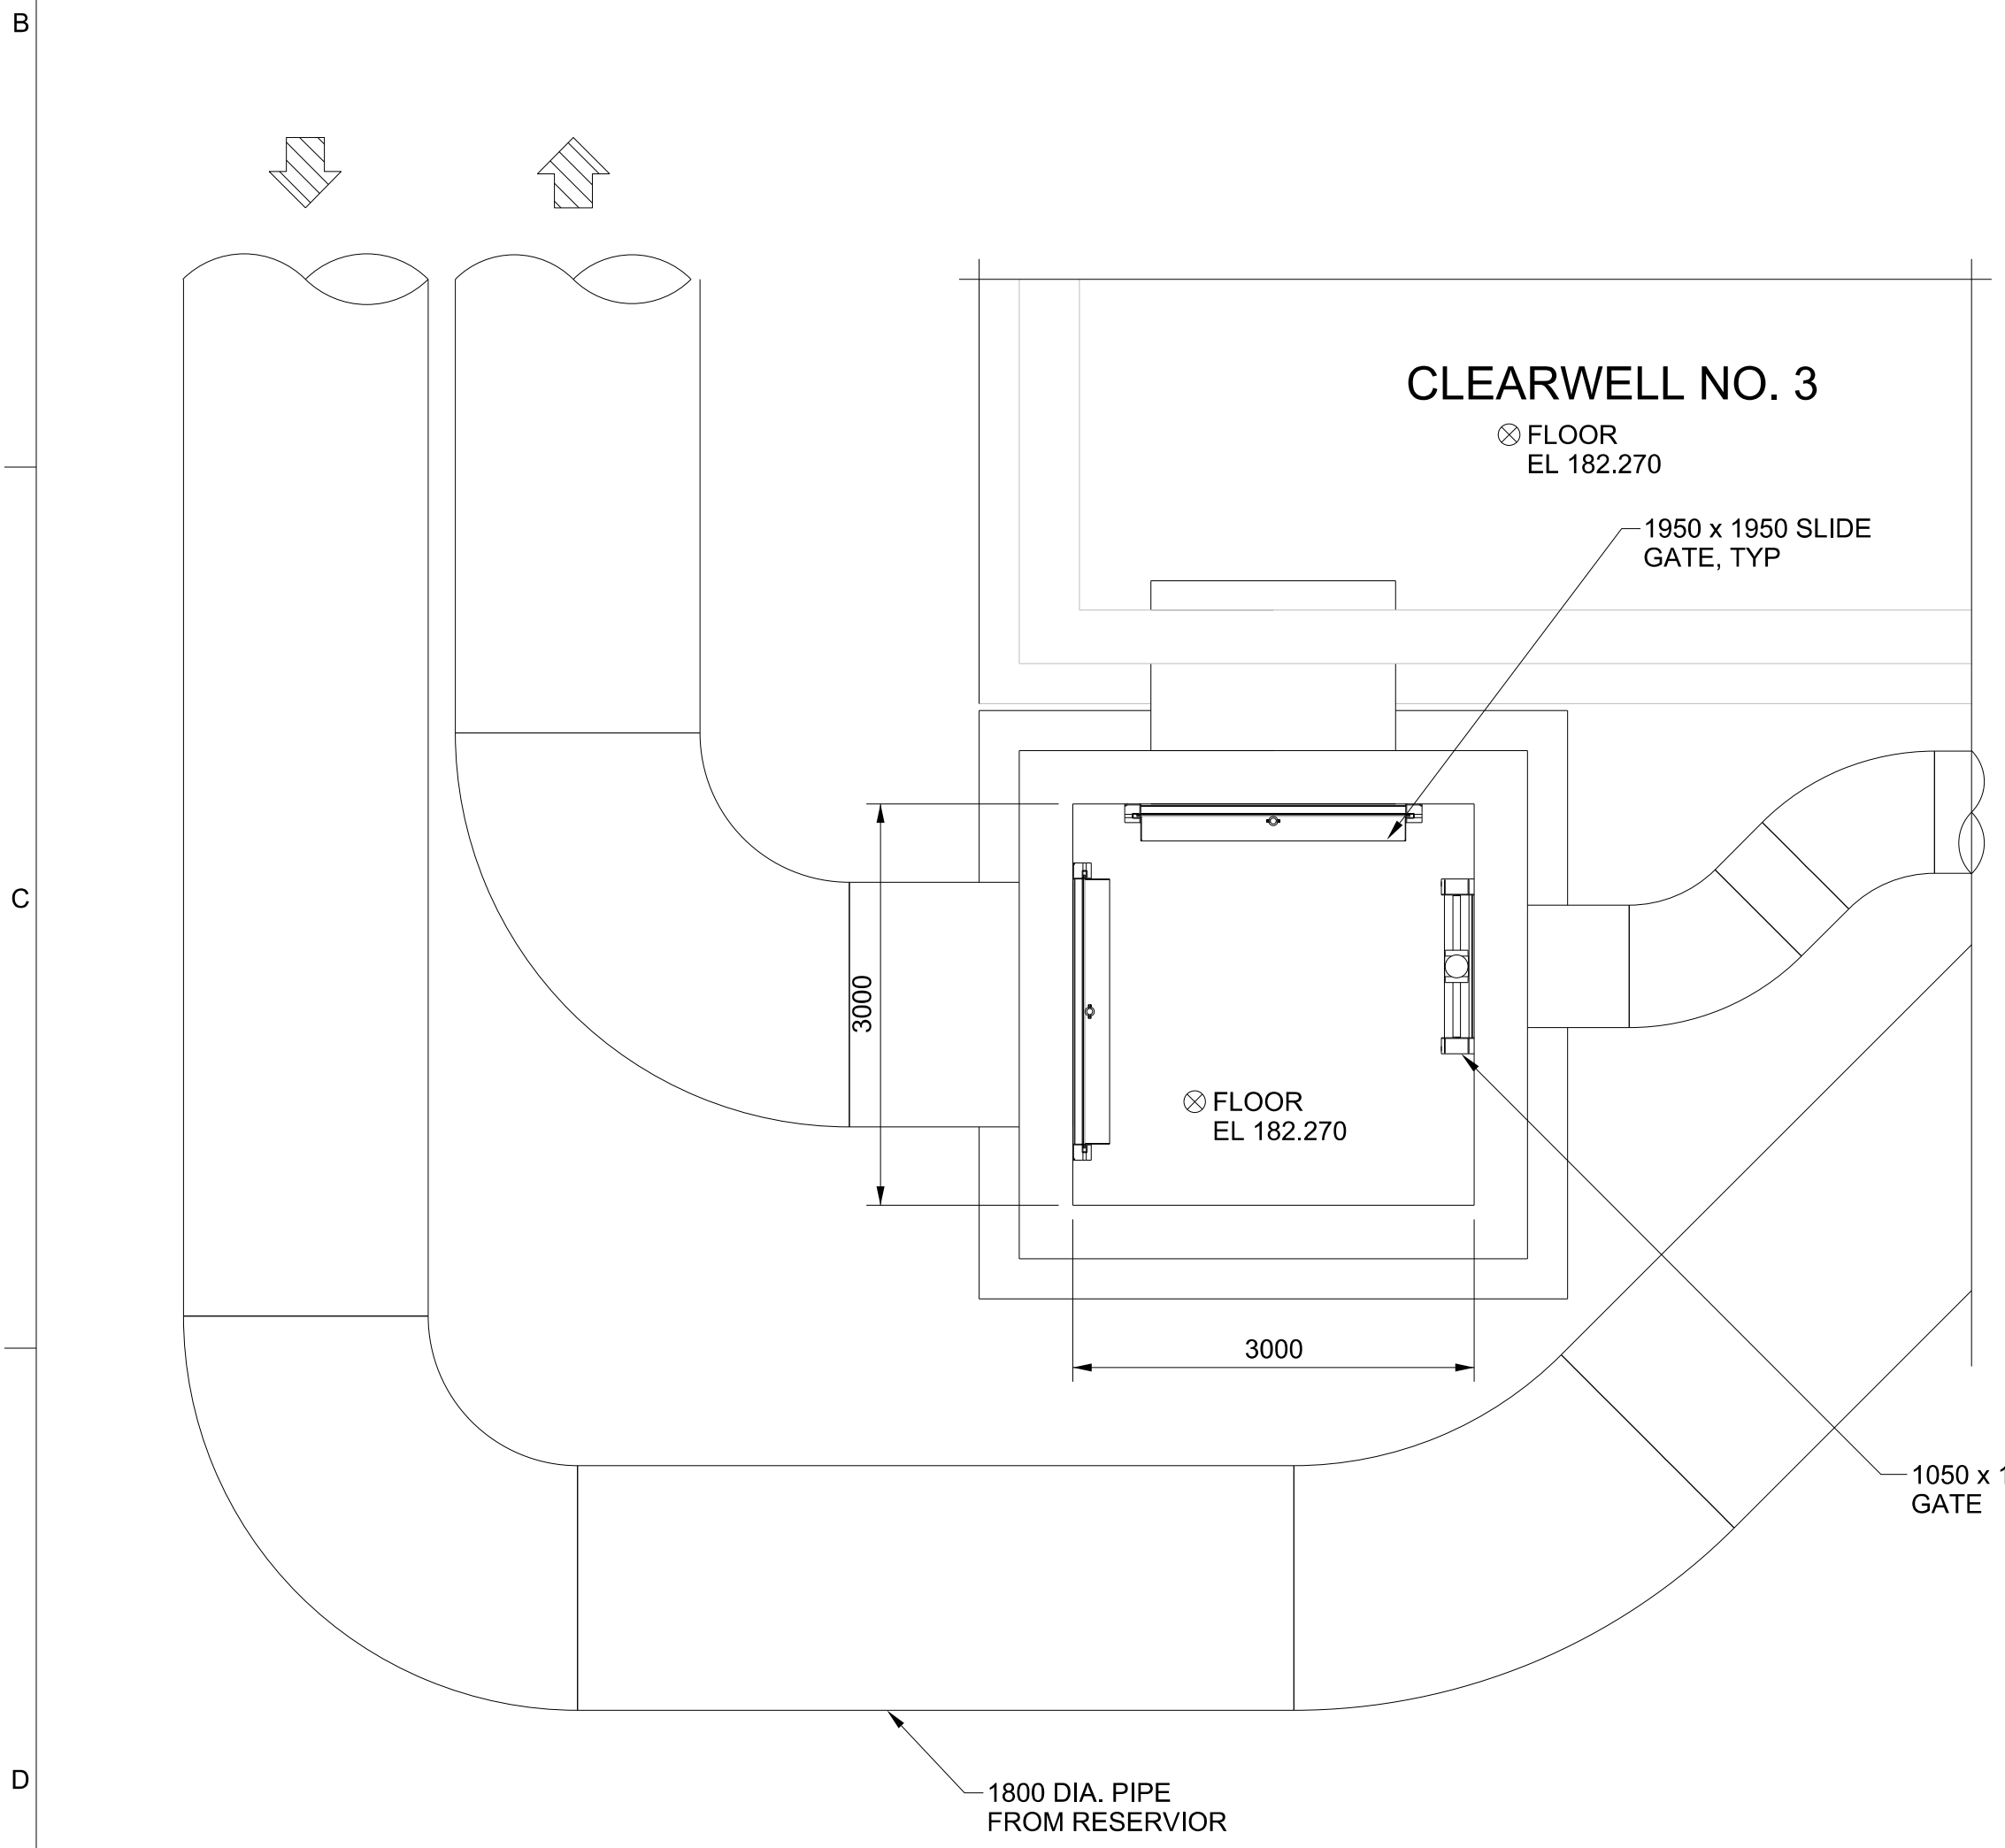 B
CLEARWELL NO. 3
FLOOR
EL 182.270
1950 x 1950 SLIDE
GATE, TYP
C
3000
FLOOR
EL 182.270
3000
1050 x
GATE
D
1800 DIA. PIPE
FROM RESERVIOR